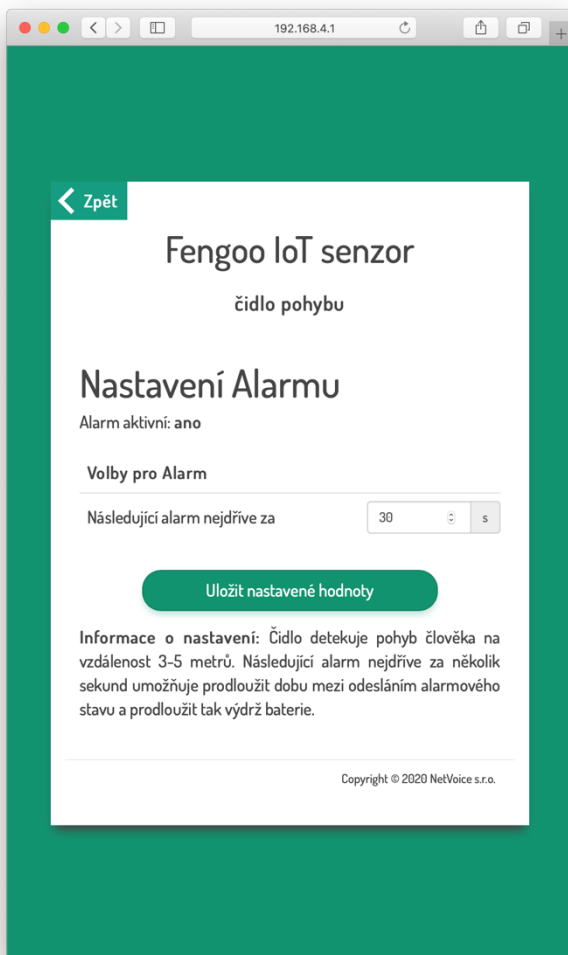 192.168.4.1
Zpět
Fengoo IoT senzor
čidlo pohybu
Nastavení Alarmu
Alarm aktivní: ano
Volby pro Alarm
Následující alarm nejdříve za 30 s
Uložit nastavené hodnoty
Informace o nastavení: Čidlo detekuje pohyb člověka na
vzdálenost 3-5 metrů. Následující alarm nejdříve za několik
sekund umožňuje prodloužit dobu mezi odesláním alarmového
stavu a prodloužit tak výdrž baterie.
Copyright © 2020 NetVoice s.r.o.